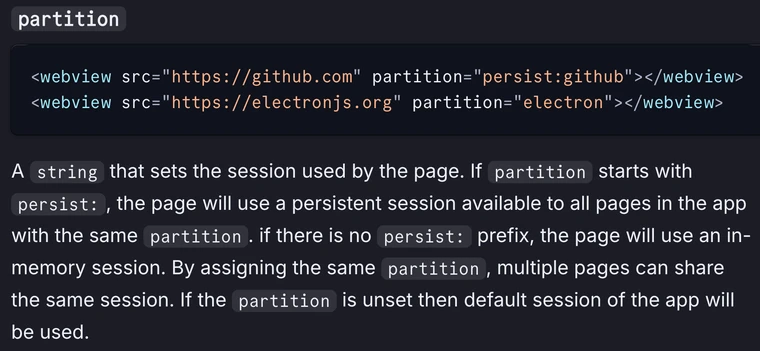 partition
<webview src="https://github.com" partition="persist:github"></webview>
<webview src="https://electronjs.org" partition="electron"></webview>
A string that sets the session used by the page. If partition starts with
persist:, the page will use a persistent session available to all pages in the app
with the same partition. if there is no persist: prefix, the page will use an in-
memory session. By assigning the same partition, multiple pages can share
the same session. If the partition is unset then default session of the app will
be used.